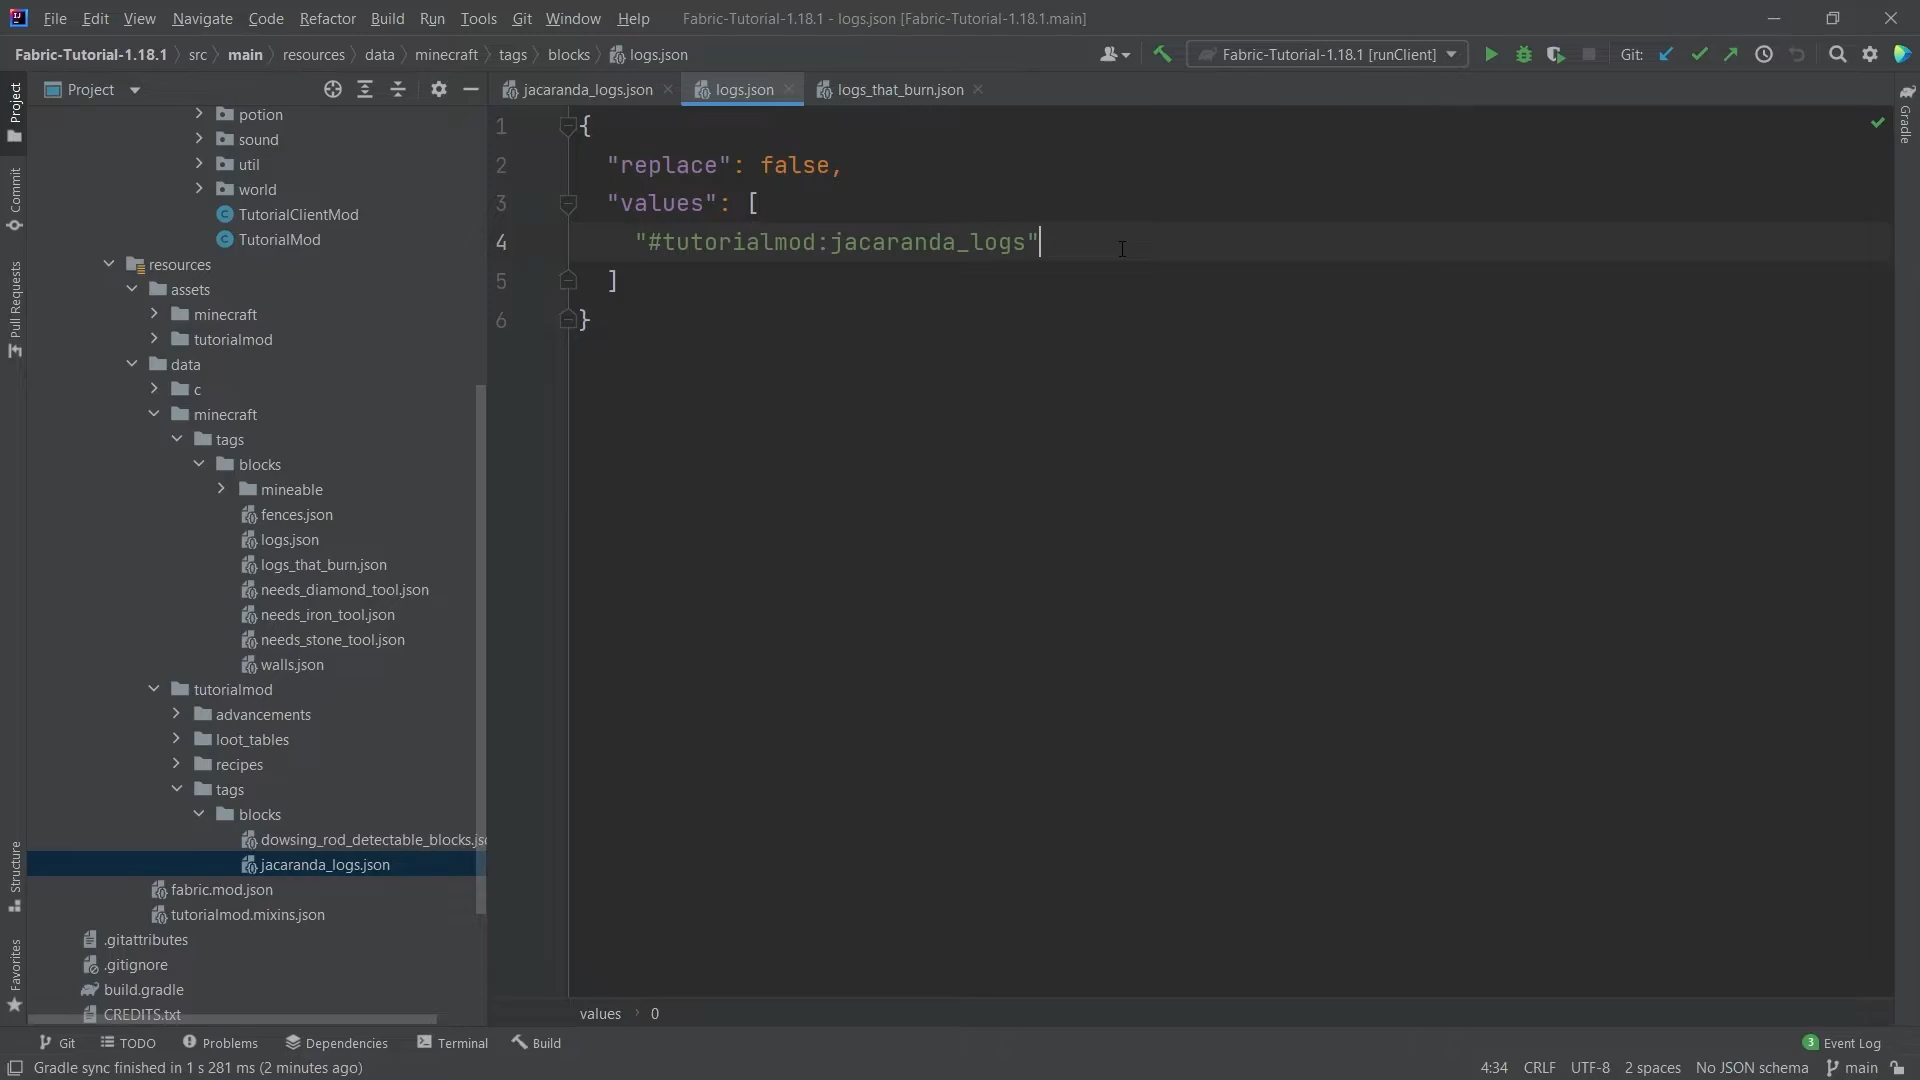 File Edit View Navigate Code Refactor Build Run Tools Git Window Help Fabric-Tutorial-1.18.1 - logs.json [Fabric-Tutorial-1.18.1.main]
Fabric-Tutorial-1.18.1 src main resources data minecraft tags blocks logs.json Fabric-Tutorial-1.18.1 [runClient] Git:
Project jacaranda_logs.json logs.json logs_that_burn.json
Project
Commit
Pull Requests
Structure
Favorites
Gradle
potion
sound
util
world
TutorialClientMod
TutorialMod
resources
assets
minecraft
tutorialmod
data
c
minecraft
tags
blocks
mineable
fences.json
logs.json
logs_that_burn.json
needs_diamond_tool.json
needs_iron_tool.json
needs_stone_tool.json
walls.json
tutorialmod
advancements
loot_tables
recipes
tags
blocks
dowsing_rod_detectable_blocks.js
jacaranda_logs.json
fabric.mod.json
tutorialmod.mixins.json
.gitattributes
.gitignore
build.gradle
CREDITS.txt
1 {
2 "replace": false,
3 "values": [
4 "#tutorialmod:jacaranda_logs"
5 ]
6 }
values 0
Git TODO Problems Dependencies Terminal Build 3 Event Log
Gradle sync finished in 1 s 281 ms (2 minutes ago) 4:34 CRLF UTF-8 2 spaces No JSON schema main